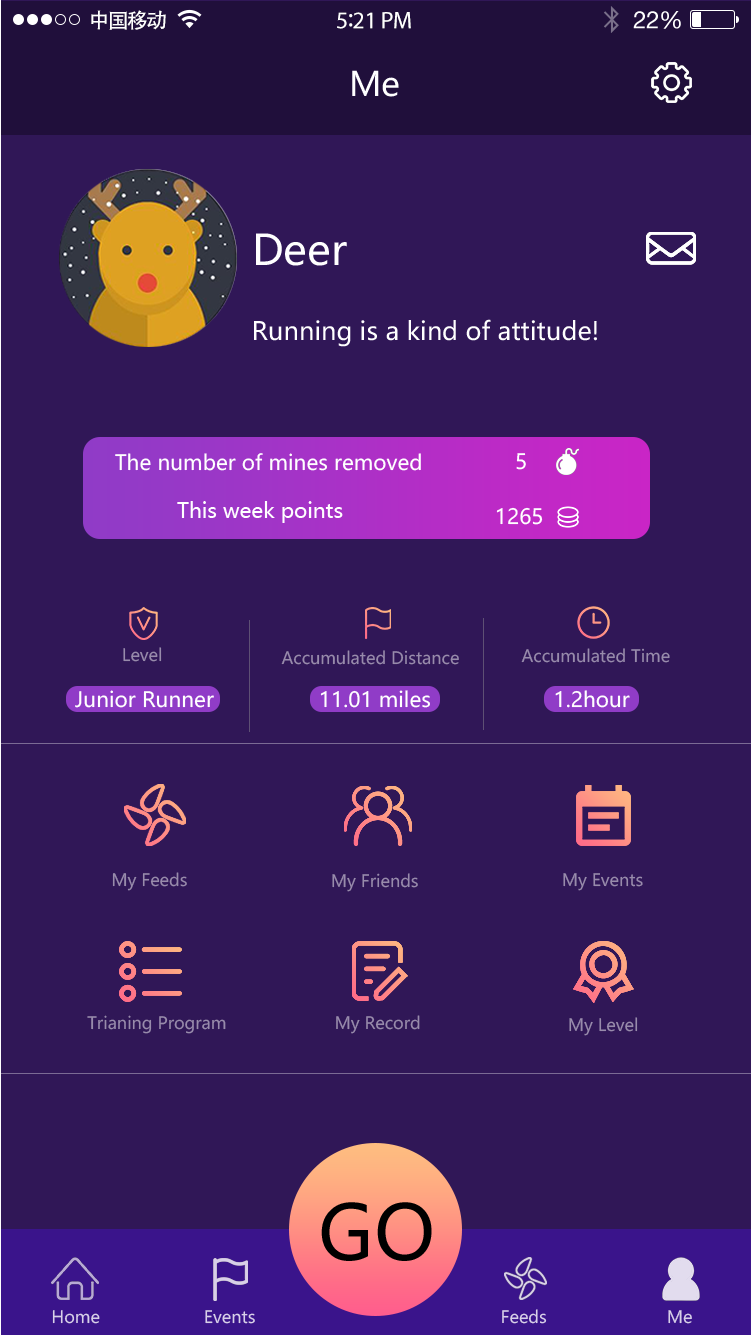 中国移动 5:21 PM 22%
Me
Deer
Running is a kind of attitude!
The number of mines removed 5
This week points 1265
Level Accumulated Distance Accumulated Time
Junior Runner 11.01 miles 1.2hour
My Feeds My Friends My Events
Trianing Program My Record My Level
GO
Home Events Feeds Me